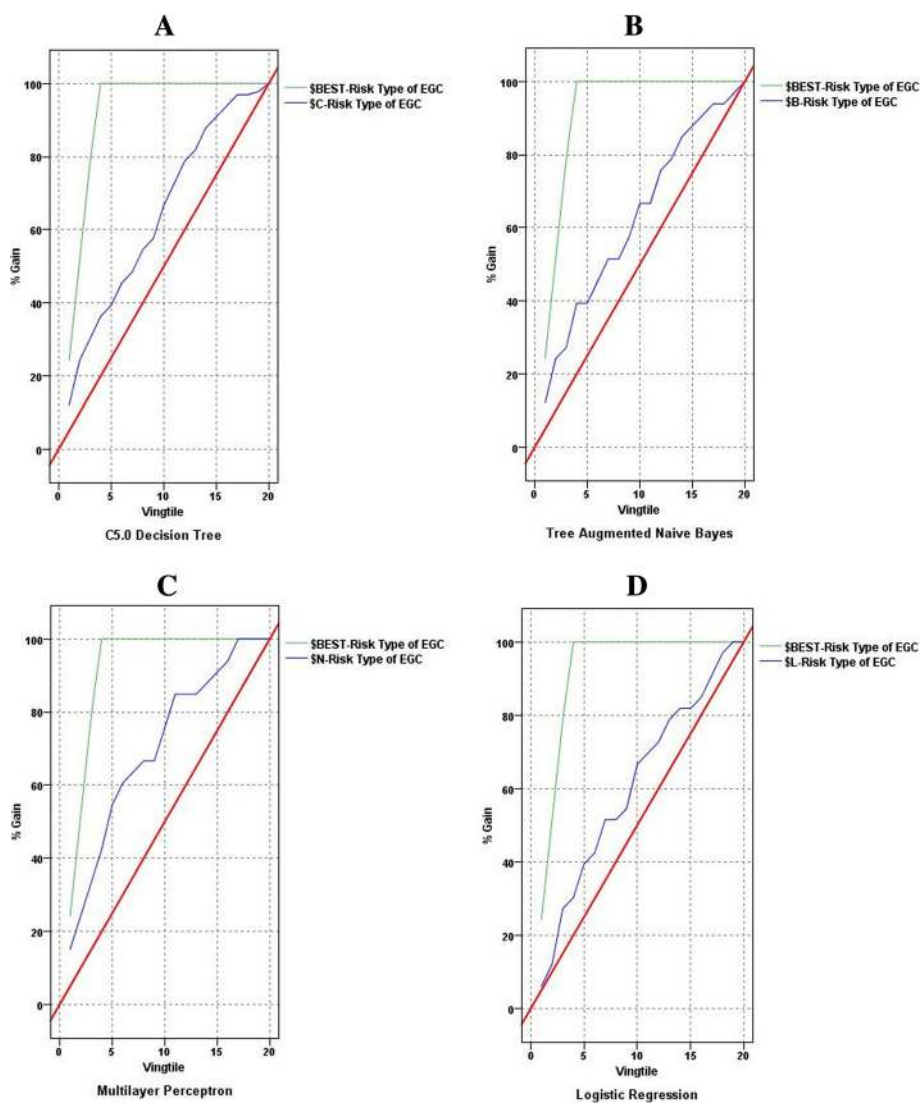 A
$BEST-Risk Type of EGC
$C-Risk Type of EGC
% Gain
100
80
60
40
20
0
0 5 10 15 20
Vingtile
C5.0 Decision Tree
B
$BEST-Risk Type of EGC
$B-Risk Type of EGC
% Gain
100
80
60
40
20
0
0 5 10 15 20
Vingtile
Tree Augmented Naive Bayes
C
$BEST-Risk Type of EGC
$N-Risk Type of EGC
% Gain
100
80
60
40
20
0
0 5 10 15 20
Vingtile
Multilayer Perceptron
D
$BEST-Risk Type of EGC
$L-Risk Type of EGC
% Gain
100
80
60
40
20
0
0 5 10 15 20
Vingtile
Logistic Regression